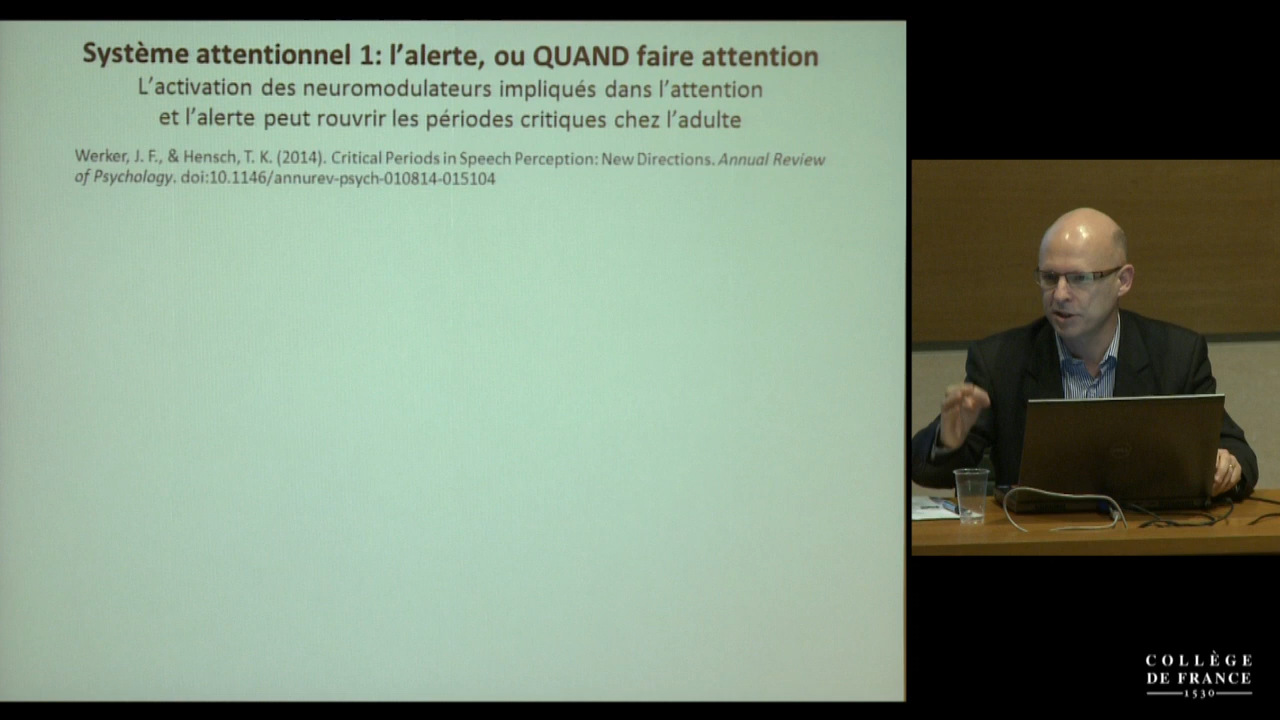 Système attentionnel 1: l'alerte, ou QUAND faire attention
L'activation des neuromodulateurs impliqués dans l'attention
et l'alerte peut rouvrir les périodes critiques chez l'adulte
Werker, J. F., & Hensch, T. K. (2014). Critical Periods in Speech Perception: New Directions. Annual Review
of Psychology. doi:10.1146/annurev-psych-010814-015104
COLLÈGE
DE FRANCE
1530